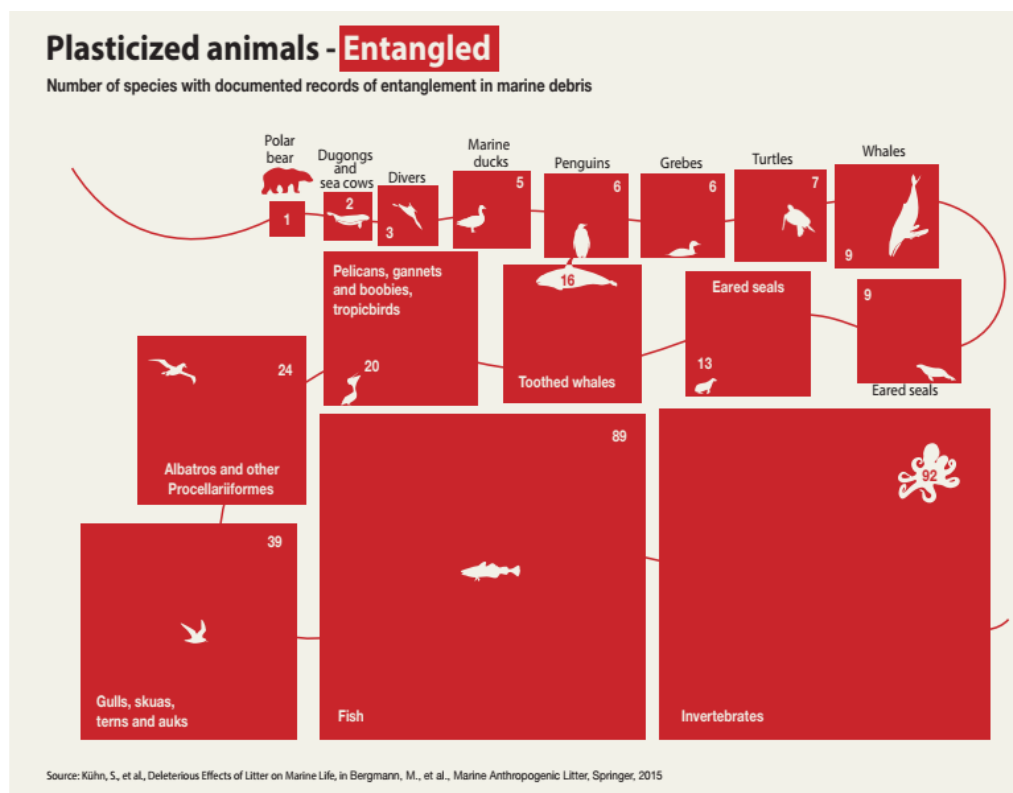 Plasticized animals - Entangled
Number of species with documented records of entanglement in marine debris
Polar
bear
1
Dugongs
and
sea cows
2
Divers
3
Marine
ducks
5
Penguins
6
Grebes
6
Turtles
7
Whales
9
9
Eared seals
Eared seals
13
16
Toothed whales
Pelicans, gannets
and boobies,
tropicbirds
20
24
Albatros and other
Procellariiformes
39
Gulls, skuas,
terns and auks
89
Fish
92
Invertebrates
Source: Kühn, S., et al., Deleterious Effects of Litter on Marine Life, in Bergmann, M., et al., Marine Anthropogenic Litter, Springer, 2015